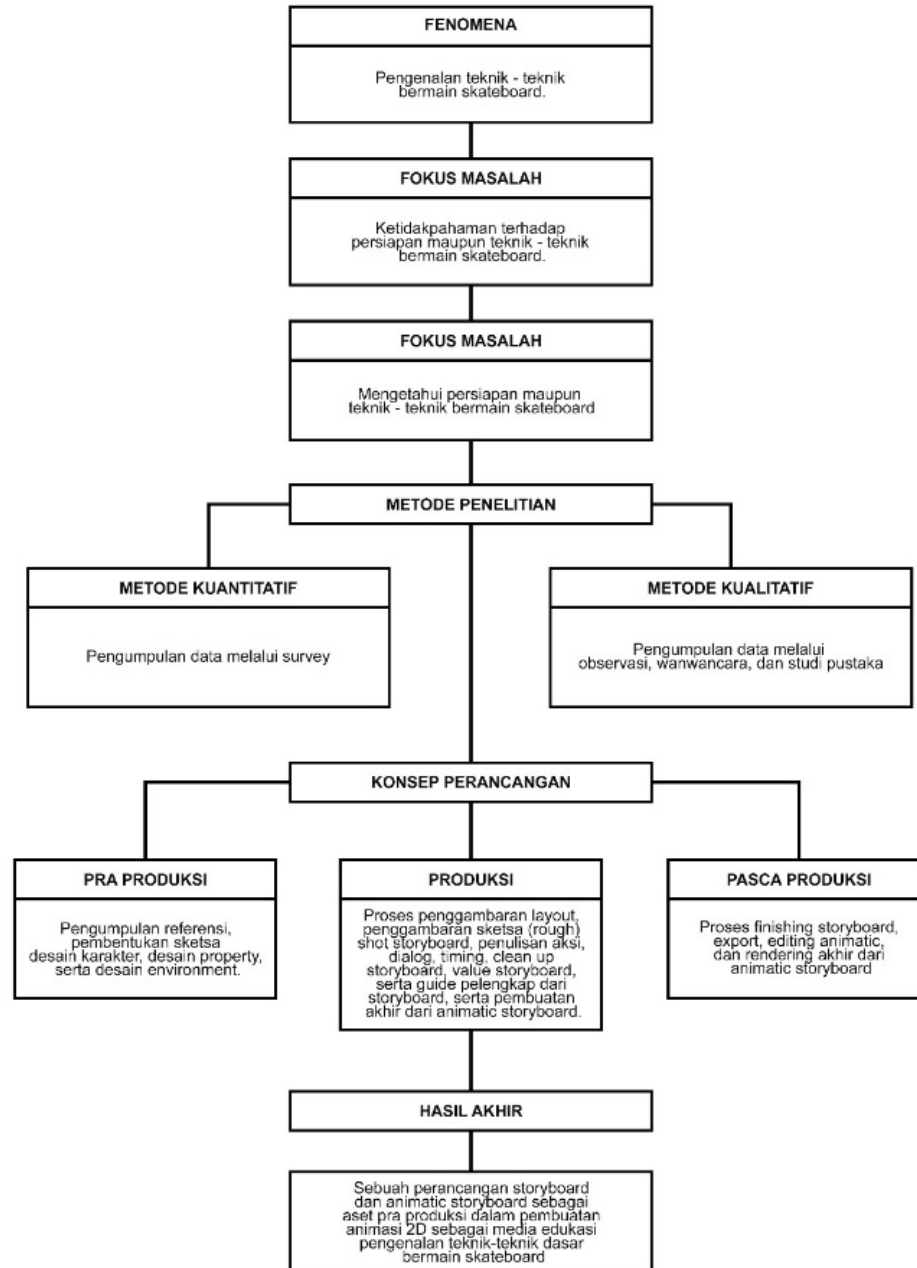 FENOMENA
Pengenalan teknik - teknik
bermain skateboard.
FOKUS MASALAH
Ketidakpahaman terhadap
persiapan maupun teknik - teknik
bermain skateboard.
FOKUS MASALAH
Mengetahui persiapan maupun
teknik - teknik bermain skateboard
METODE PENELITIAN
METODE KUANTITATIF
Pengumpulan data melalui survey
METODE KUALITATIF
Pengumpulan data melalui
observasi, wanwancara, dan studi pustaka
KONSEP PERANCANGAN
PRA PRODUKSI
Pengumpulan referensi,
pembentukan sketsa
desain karakter, desain property,
serta desain environment.
PRODUKSI
Proses penggambaran layout,
penggambaran sketsa (rough)
shot storyboard, penulisan aksi,
dialog, timing, clean up
storyboard, value storyboard,
serta guide pelengkap dari
storyboard, serta pembuatan
akhir dari animatic storyboard.
PASCA PRODUKSI
Proses finishing storyboard,
export, editing animatic,
dan rendering akhir dari
animatic storyboard
HASIL AKHIR
Sebuah perancangan storyboard
dan animatic storyboard sebagai
aset pra produksi dalam pembuatan
animasi 2D sebagai media edukasi
pengenalan teknik-teknik dasar
bermain skateboard